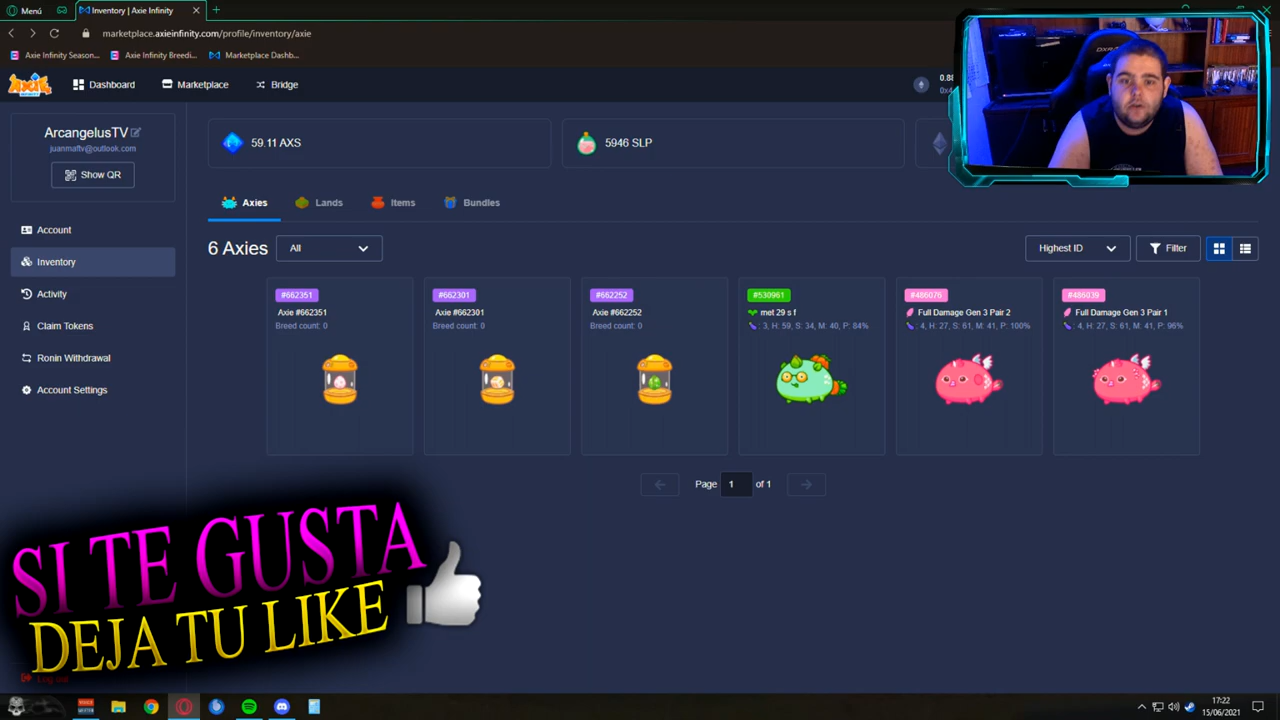 Menú
Inventory | Axie Infinity
marketplace.axieinfinity.com/profile/inventory/axie
Axie Infinity Season...
Axie Infinity Breedi...
Marketplace Dashb...
Dashboard
Marketplace
Bridge
ArcangelusTV
juanmaftv@outlook.com
Show QR
Account
Inventory
Activity
Claim Tokens
Ronin Withdrawal
Account Settings
Log out
59.11 AXS
5946 SLP
Axies
Lands
Items
Bundles
6 Axies
All
Highest ID
Filter
#662351
Axie #662351
Breed count: 0
#662301
Axie #662301
Breed count: 0
#662252
Axie #662252
Breed count: 0
#530961
met 29 s f
: 3, H: 59, S: 34, M: 40, P: 84%
#486076
Full Damage Gen 3 Pair 2
: 4, H: 27, S: 61, M: 41, P: 100%
#486039
Full Damage Gen 3 Pair 1
: 4, H: 27, S: 61, M: 41, P: 96%
Page 1 of 1
SI TE GUSTA
DEJA TU LIKE
17:22
15/06/2021